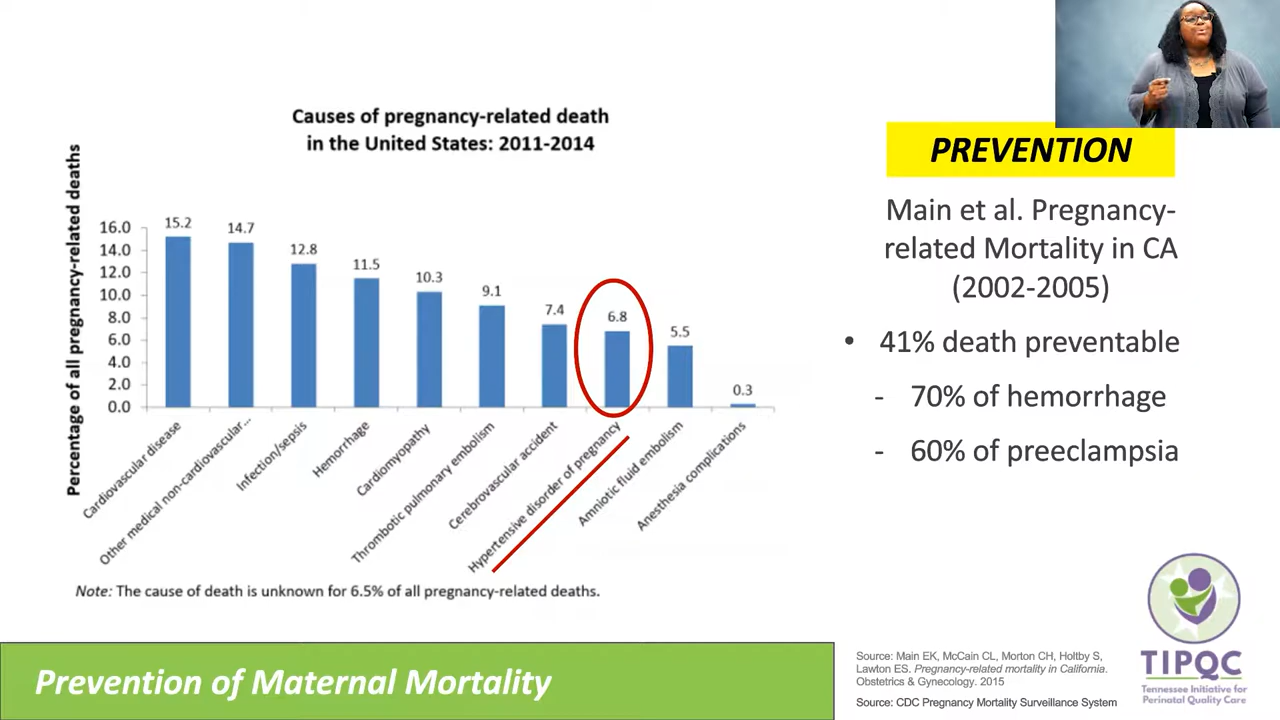 Causes of pregnancy-related death
in the United States: 2011-2014
Percentage of all pregnancy-related deaths
16.0
14.0
12.0
10.0
8.0
6.0
4.0
2.0
0.0
15.2
14.7
12.8
11.5
10.3
9.1
7.4
6.8
5.5
0.3
Cardiovascular disease
Other medical non-cardiovascular...
Infection/sepsis
Hemorrhage
Cardiomyopathy
Thrombotic pulmonary embolism
Cerebrovascular accident
Hypertensive disorder of pregnancy
Amniotic fluid embolism
Anesthesia complications
Note: The cause of death is unknown for 6.5% of all pregnancy-related deaths.
PREVENTION
Main et al. Pregnancy-
related Mortality in CA
(2002-2005)
• 41% death preventable
- 70% of hemorrhage
- 60% of preeclampsia
Prevention of Maternal Mortality
Source: Main EK, McCain CL, Morton CH, Holtby S,
Lawton ES. Pregnancy-related mortality in California.
Obstetrics & Gynecology. 2015
Source: CDC Pregnancy Mortality Surveillance System
TIPQC
Tennessee Initiative for
Perinatal Quality Care